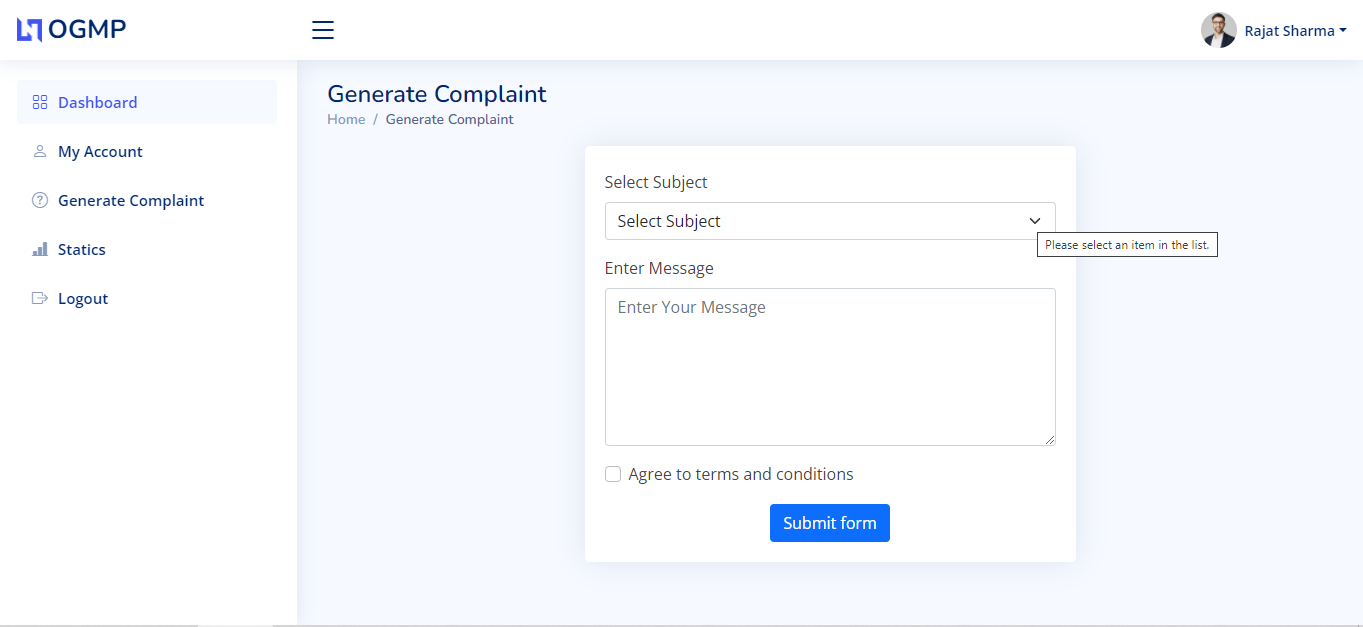 OGMP
Rajat Sharma
Dashboard
My Account
Generate Complaint
Statics
Logout
Generate Complaint
Home / Generate Complaint
Select Subject
Select Subject
Please select an item in the list.
Enter Message
Enter Your Message
Agree to terms and conditions
Submit form